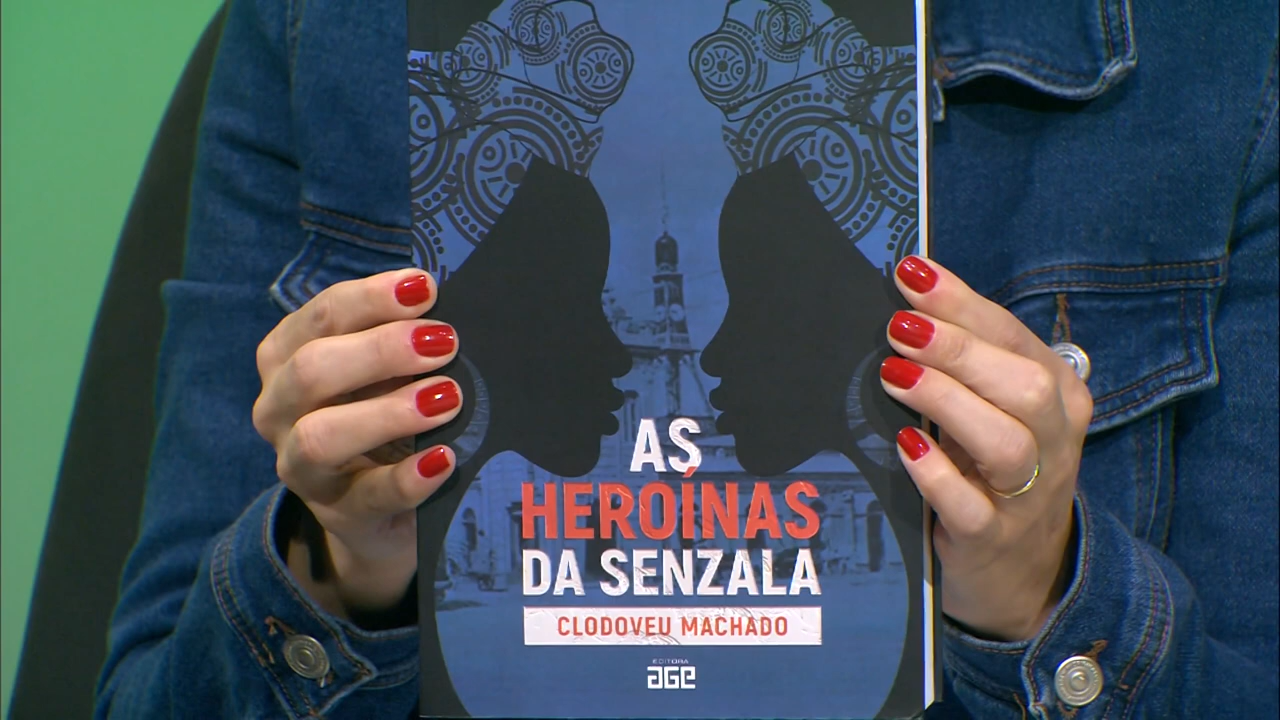 AS
HEROÍNAS
DA SENZALA
CLODOVEU MACHADO
EDITORA
AGE